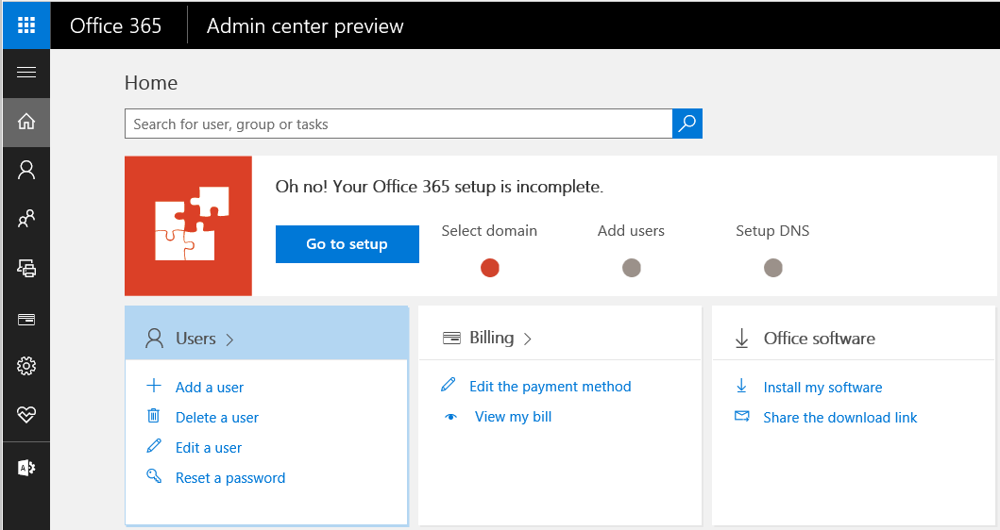 Office 365 Admin center preview
Home
Search for user, group or tasks
Oh no! Your Office 365 setup is incomplete.
Go to setup
Select domain
Add users
Setup DNS
Users
Add a user
Delete a user
Edit a user
Reset a password
Billing
Edit the payment method
View my bill
Office software
Install my software
Share the download link
A